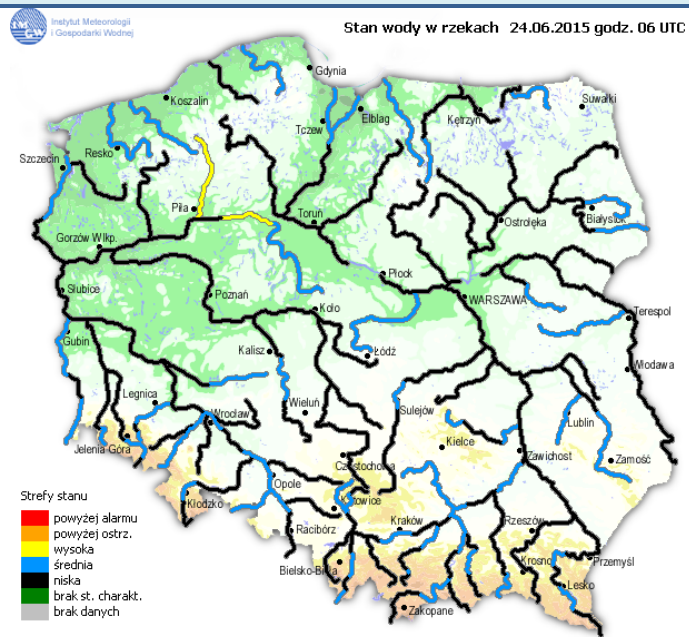 Instytut Meteorologii
i Gospodarki Wodnej
Stan wody w rzekach 24.06.2015 godz. 06 UTC
Gdynia
Koszalin
Suwałki
Elbląg
Kętrzyn
Tczew
Resko
Szczecin
Piła
Toruń
Ostrołęka
Białystok
Gorzów Wlkp.
Płock
Słubice
Poznań
WARSZAWA
Koło
Terespol
Gubin
Kalisz
Łódź
Włodawa
Legnica
Wieluń
Sulejów
Wrocław
Lublin
Jelenia Góra
Kielce
Zawichost
Zamość
Częstochowa
Opole
Strefy stanu
Kłodzko
Katowice
powyżej alarmu
Racibórz
Kraków
Rzeszów
powyżej ostrz.
wysoka
Przemyśl
średnia
Bielsko-Biała
Krosno
niska
Lesko
brak st. charakt.
Zakopane
brak danych